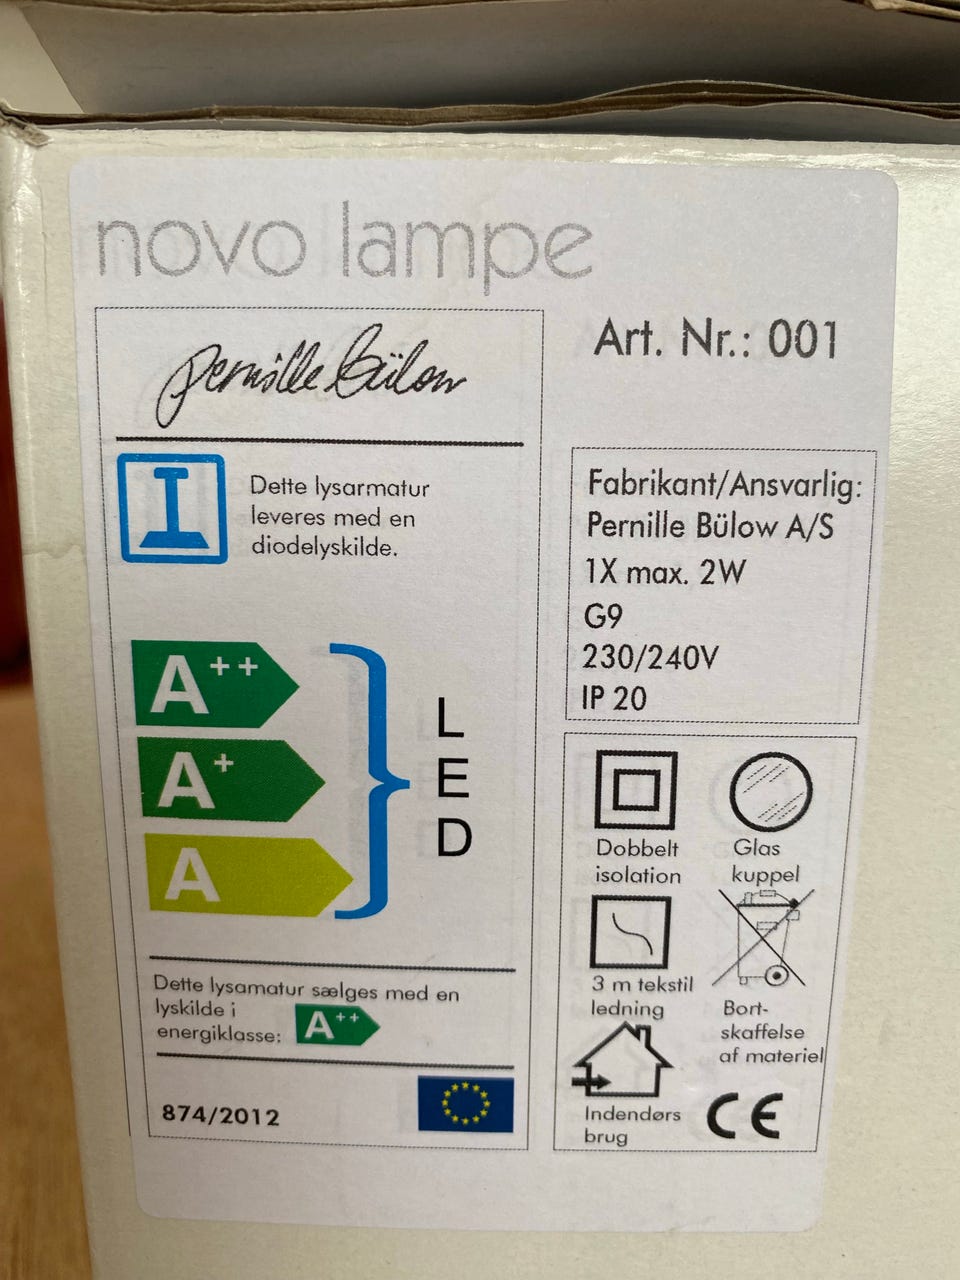 novo lampe
Pernille Bülow
Art. Nr.: 001
Dette lysarmatur
leveres med en
diodelyskilde.
A++
A+
A
L
E
D
Dette lysamatur sælges med en
lyskilde i
energiklasse: A++
874/2012
Fabrikant/Ansvarlig:
Pernille Bülow A/S
1X max. 2W
G9
230/240V
IP 20
Dobbelt
isolation
Glas
kuppel
3 m tekstil
ledning
Bort-
skaffelse
af materiel
Indendørs
brug
CE